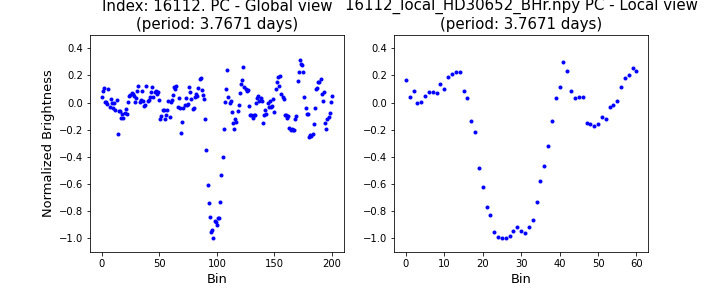 Index: 16112. PC - Global view
(period: 3.7671 days)
16112_local_HD30652_BHr.npy PC - Local view
(period: 3.7671 days)
Normalized Brightness
0.4
0.2
0.0
−0.2
−0.4
−0.6
−0.8
−1.0
0 50 100 150 200
Bin
0.4
0.2
0.0
−0.2
−0.4
−0.6
−0.8
−1.0
0 10 20 30 40 50 60
Bin